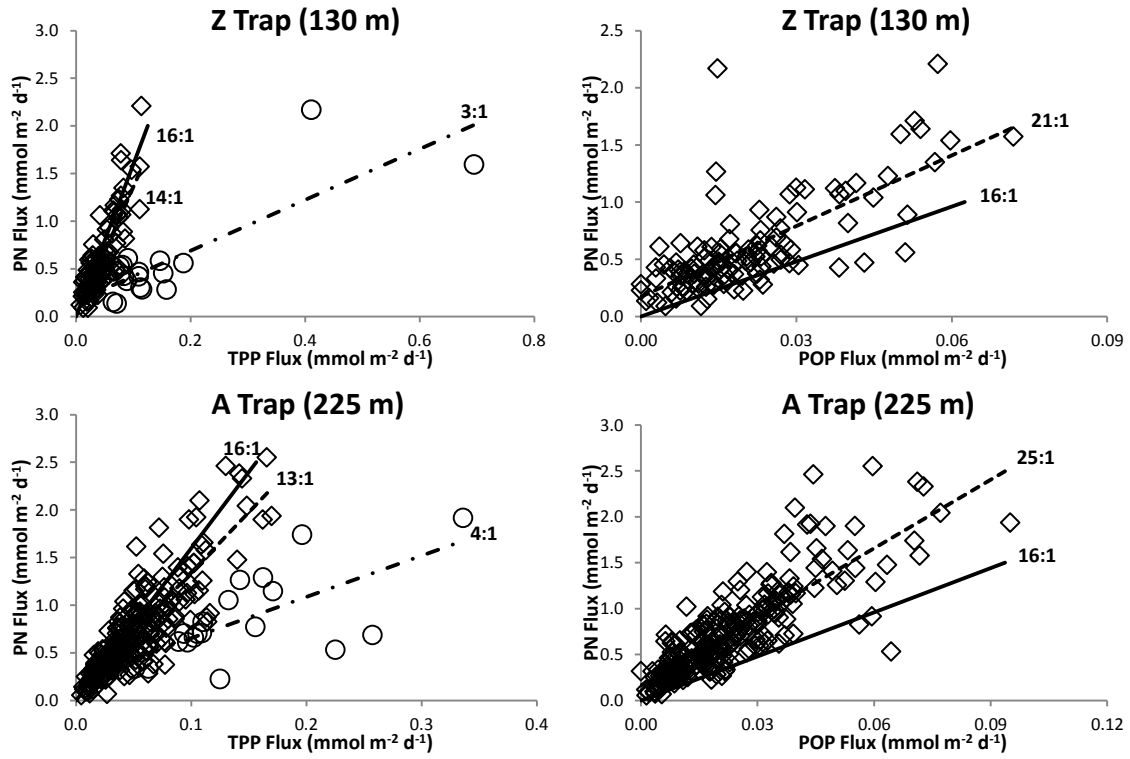 Z Trap (130 m)
3.0
2.5
2.0
1.5
1.0
0.5
0.0
PN Flux (mmol m-2 d-1)
16:1
14:1
3:1
0.0 0.2 0.4 0.6 0.8
TPP Flux (mmol m-2 d-1)
Z Trap (130 m)
2.5
2.0
1.5
1.0
0.5
0.0
PN Flux (mmol m-2 d-1)
21:1
16:1
0.00 0.03 0.06 0.09
POP Flux (mmol m-2 d-1)
A Trap (225 m)
3.0
2.5
2.0
1.5
1.0
0.5
0.0
PN Flux (mmol m-2 d-1)
16:1
13:1
4:1
0.0 0.1 0.2 0.3 0.4
TPP Flux (mmol m-2 d-1)
A Trap (225 m)
3.0
2.5
2.0
1.5
1.0
0.5
0.0
PN Flux (mmol m-2 d-1)
25:1
16:1
0.00 0.03 0.06 0.09 0.12
POP Flux (mmol m-2 d-1)